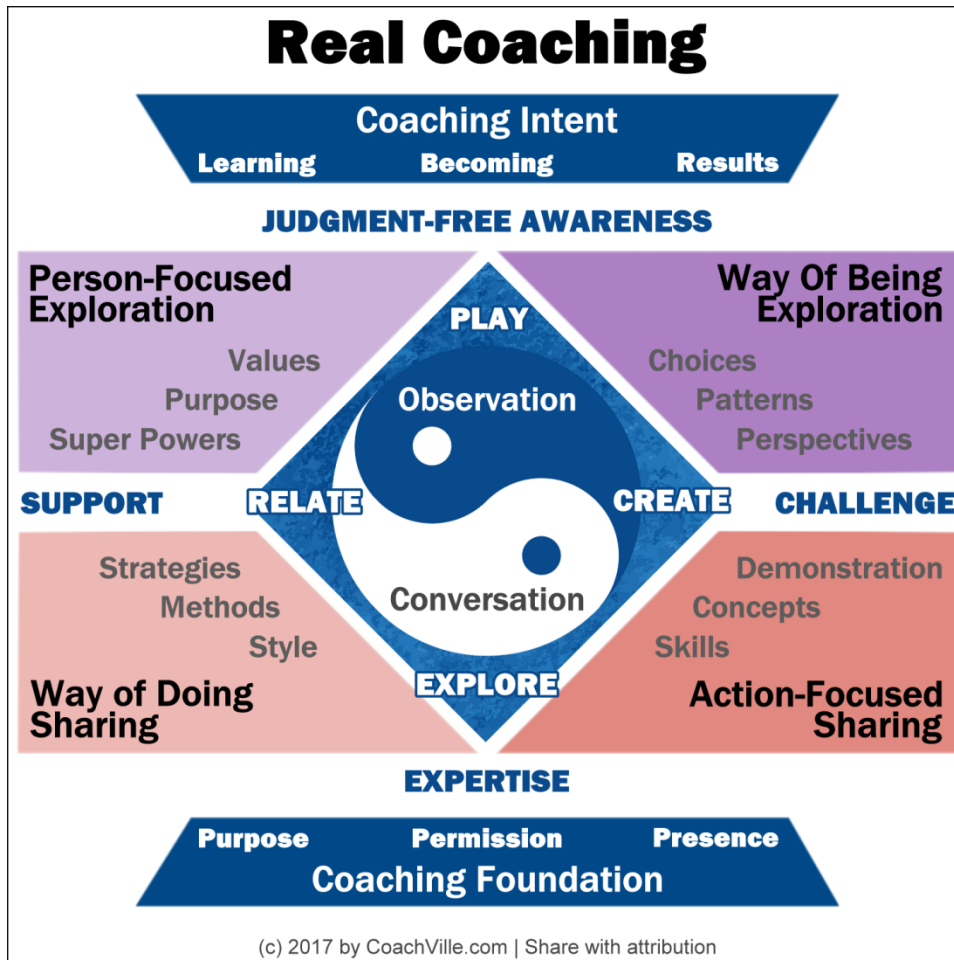 Real Coaching
Coaching Intent
Learning Becoming Results
JUDGMENT-FREE AWARENESS
Person-Focused
Exploration
Values
Purpose
Super Powers
Way Of Being
Exploration
Choices
Patterns
Perspectives
PLAY
Observation
SUPPORT
RELATE
CREATE
CHALLENGE
Conversation
EXPLORE
Strategies
Methods
Style
Way of Doing
Sharing
Demonstration
Concepts
Skills
Action-Focused
Sharing
EXPERTISE
Purpose Permission Presence
Coaching Foundation
(c) 2017 by CoachVille.com | Share with attribution